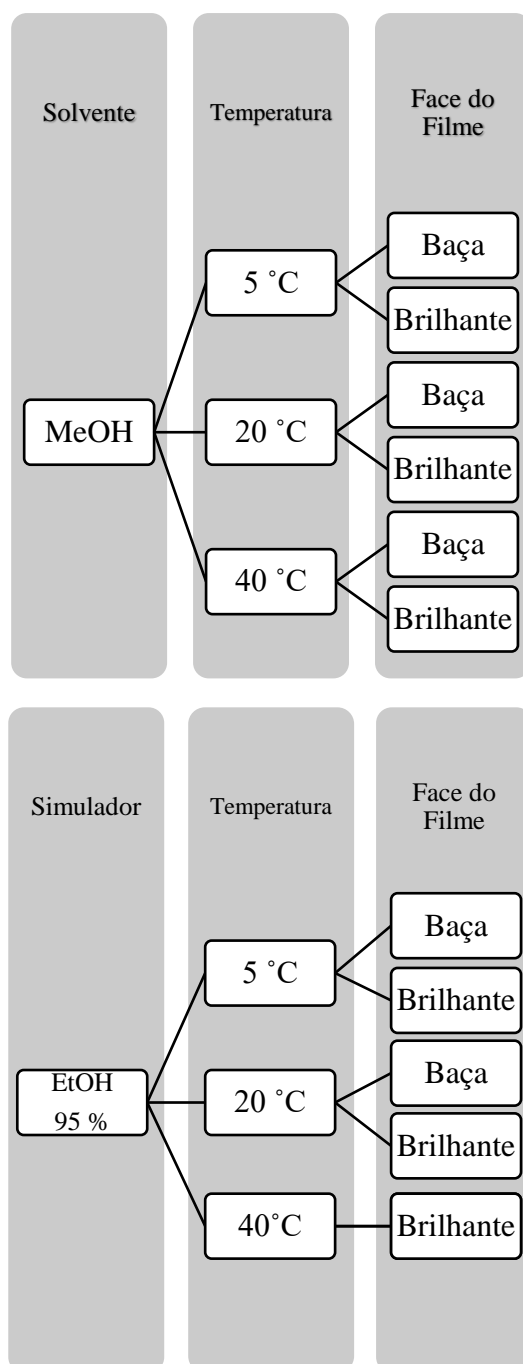 Solvente
Temperatura
Face do
Filme
MeOH
5 ˚C
Baça
Brilhante
20 ˚C
Baça
Brilhante
40 ˚C
Baça
Brilhante
Simulador
Temperatura
Face do
Filme
EtOH
95 %
5 ˚C
Baça
Brilhante
20 ˚C
Baça
Brilhante
40˚C
Brilhante